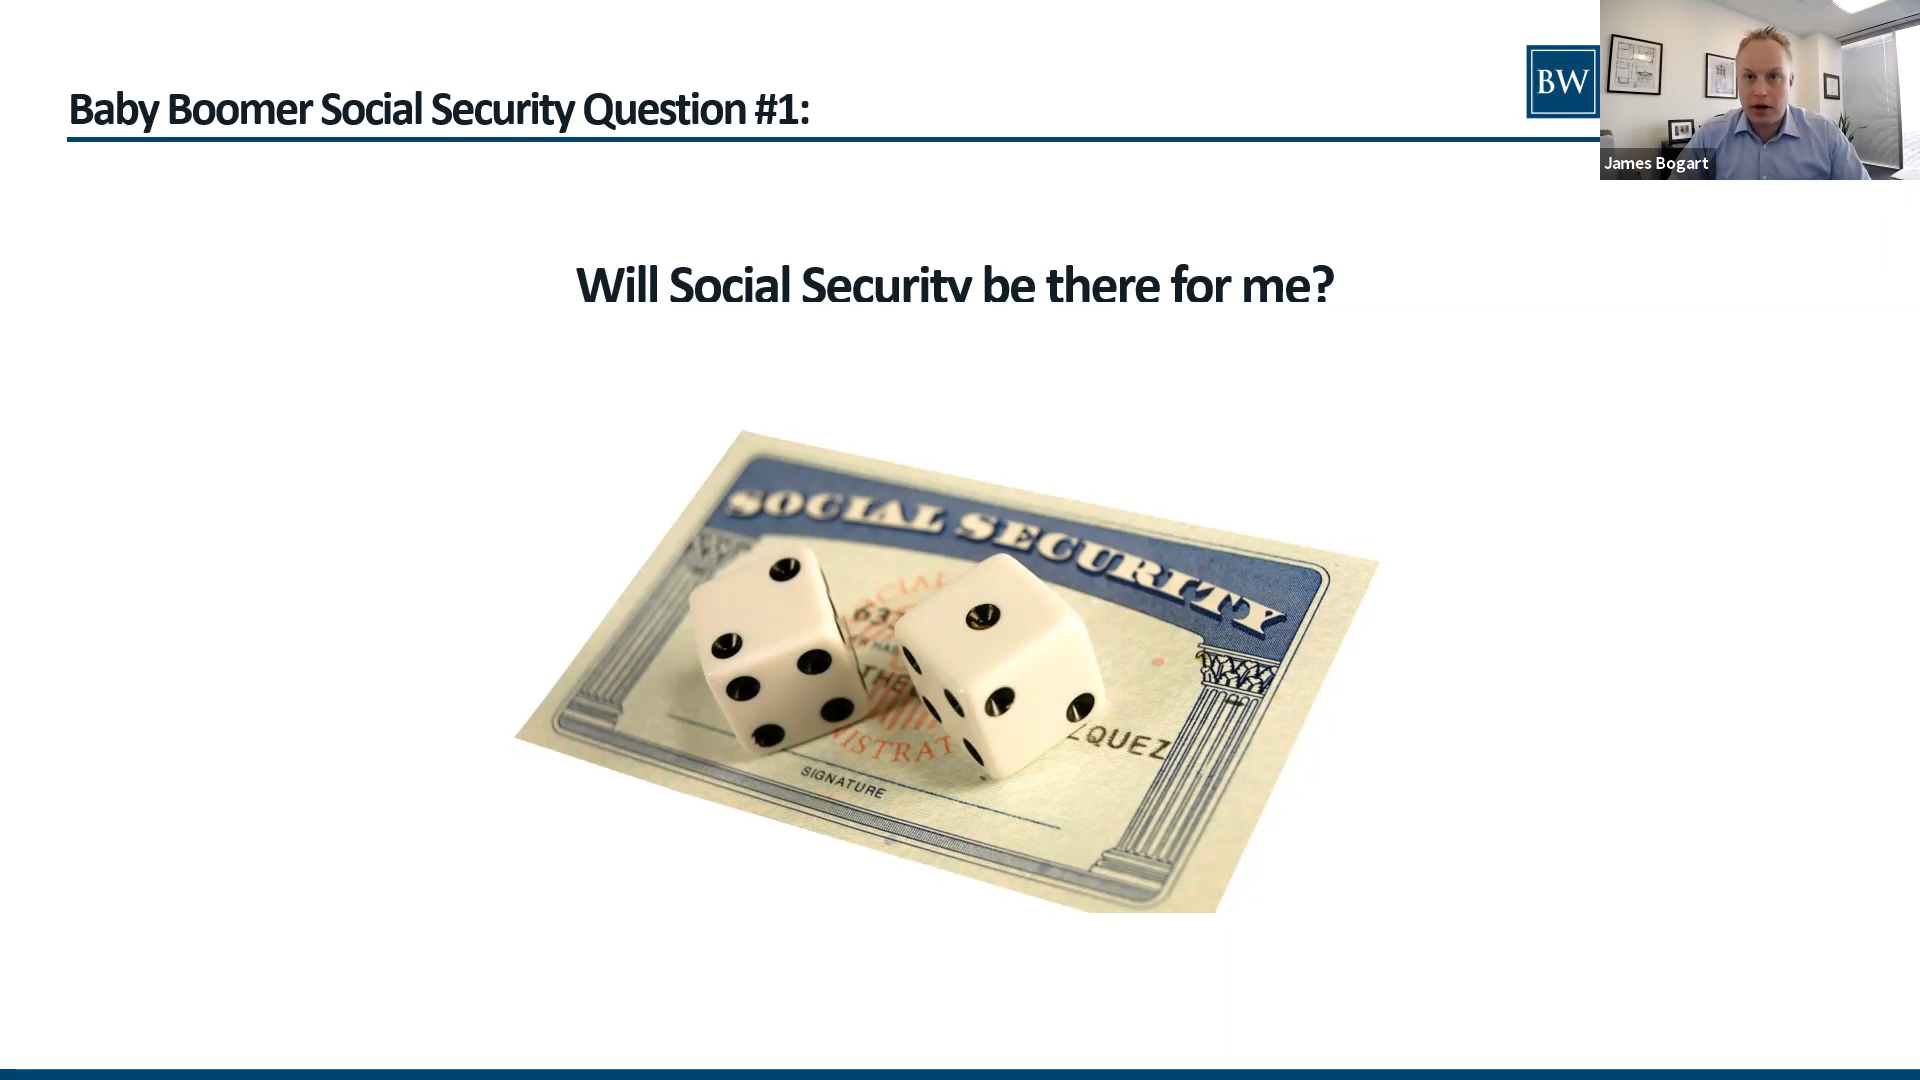 Baby Boomer Social Security Question #1:
BW
James Bogart
Will Social Security be there for me?
SOCIAL SECURITY
SIGNATURE